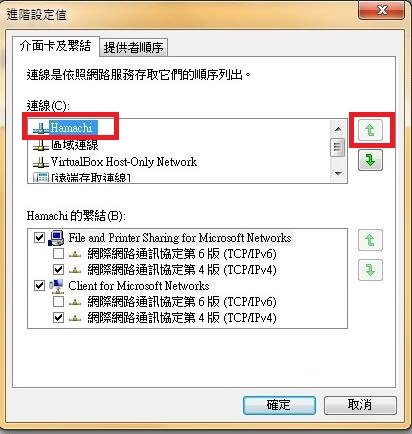 進階設定值
介面卡及繫結
提供者順序
連線是依照網路服務存取它們的順序列出。
連線(C):
Hamachi
區域連線
VirtualBox Host-Only Network
[遠端存取連線]
Hamachi 的繫結(B):
File and Printer Sharing for Microsoft Networks
網際網路通訊協定第 6 版 (TCP/IPv6)
網際網路通訊協定第 4 版 (TCP/IPv4)
Client for Microsoft Networks
網際網路通訊協定第 6 版 (TCP/IPv6)
網際網路通訊協定第 4 版 (TCP/IPv4)
確定
取消